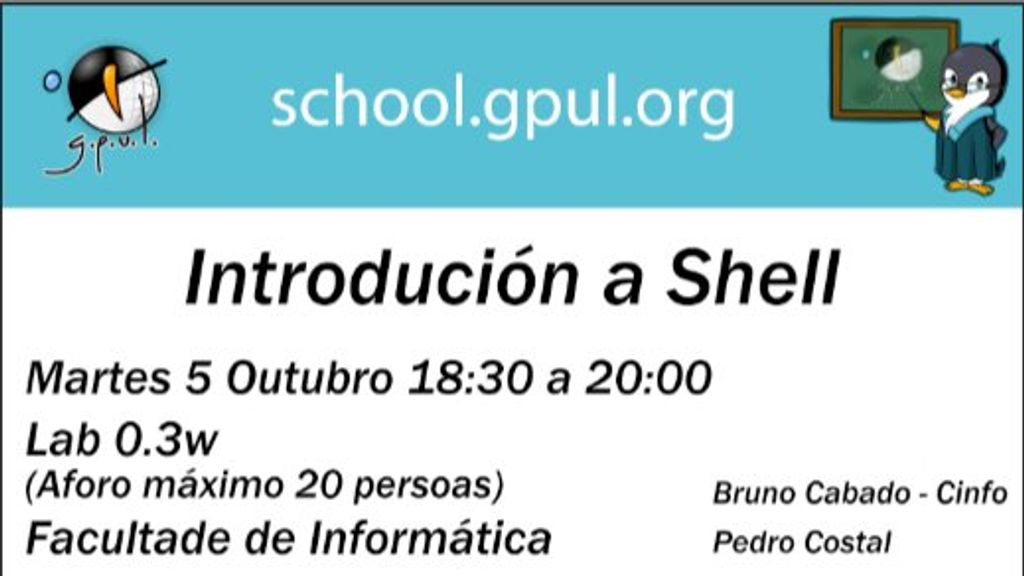 g.p.u.l.
school.gpul.org
Introdución a Shell
Martes 5 Outubro 18:30 a 20:00
Lab 0.3w
(Aforo máximo 20 persoas)
Facultade de Informática
Bruno Cabado - Cinfo
Pedro Costal